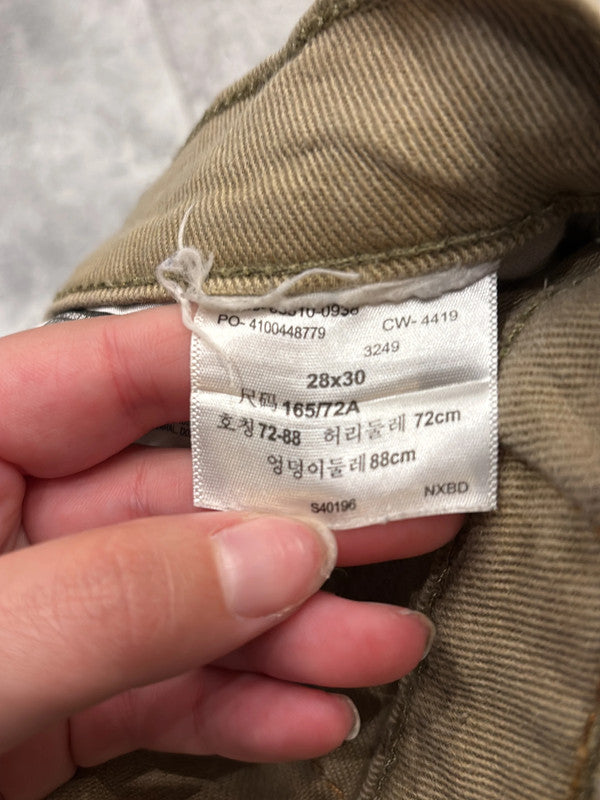 PO- 4100448779 CW- 4419
3249
28x30
尺码 165/72A
호칭 72-88 허리둘레 72cm
엉덩이둘레 88cm
S40196 NXBD